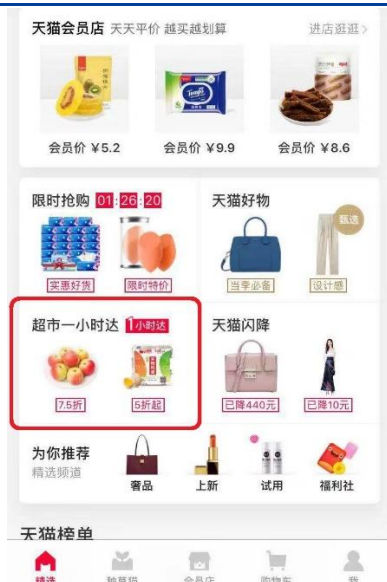 天猫会员店 天天平价 越买越划算 进店逛逛>
Tempo
会员价 ¥5.2 会员价 ¥9.9 会员价 ¥8.6
限时抢购 01:26:20 天猫好物
甄选
实惠好货 限时特价 当季必备 设计感
超市一小时达 1小时达 天猫闪降
7.5折 5折起 已降440元 已降10元
为你推荐
精选频道
奢品 上新 试用 福利社
天猫榜单
精选 种草猫 会员店 购物车 我